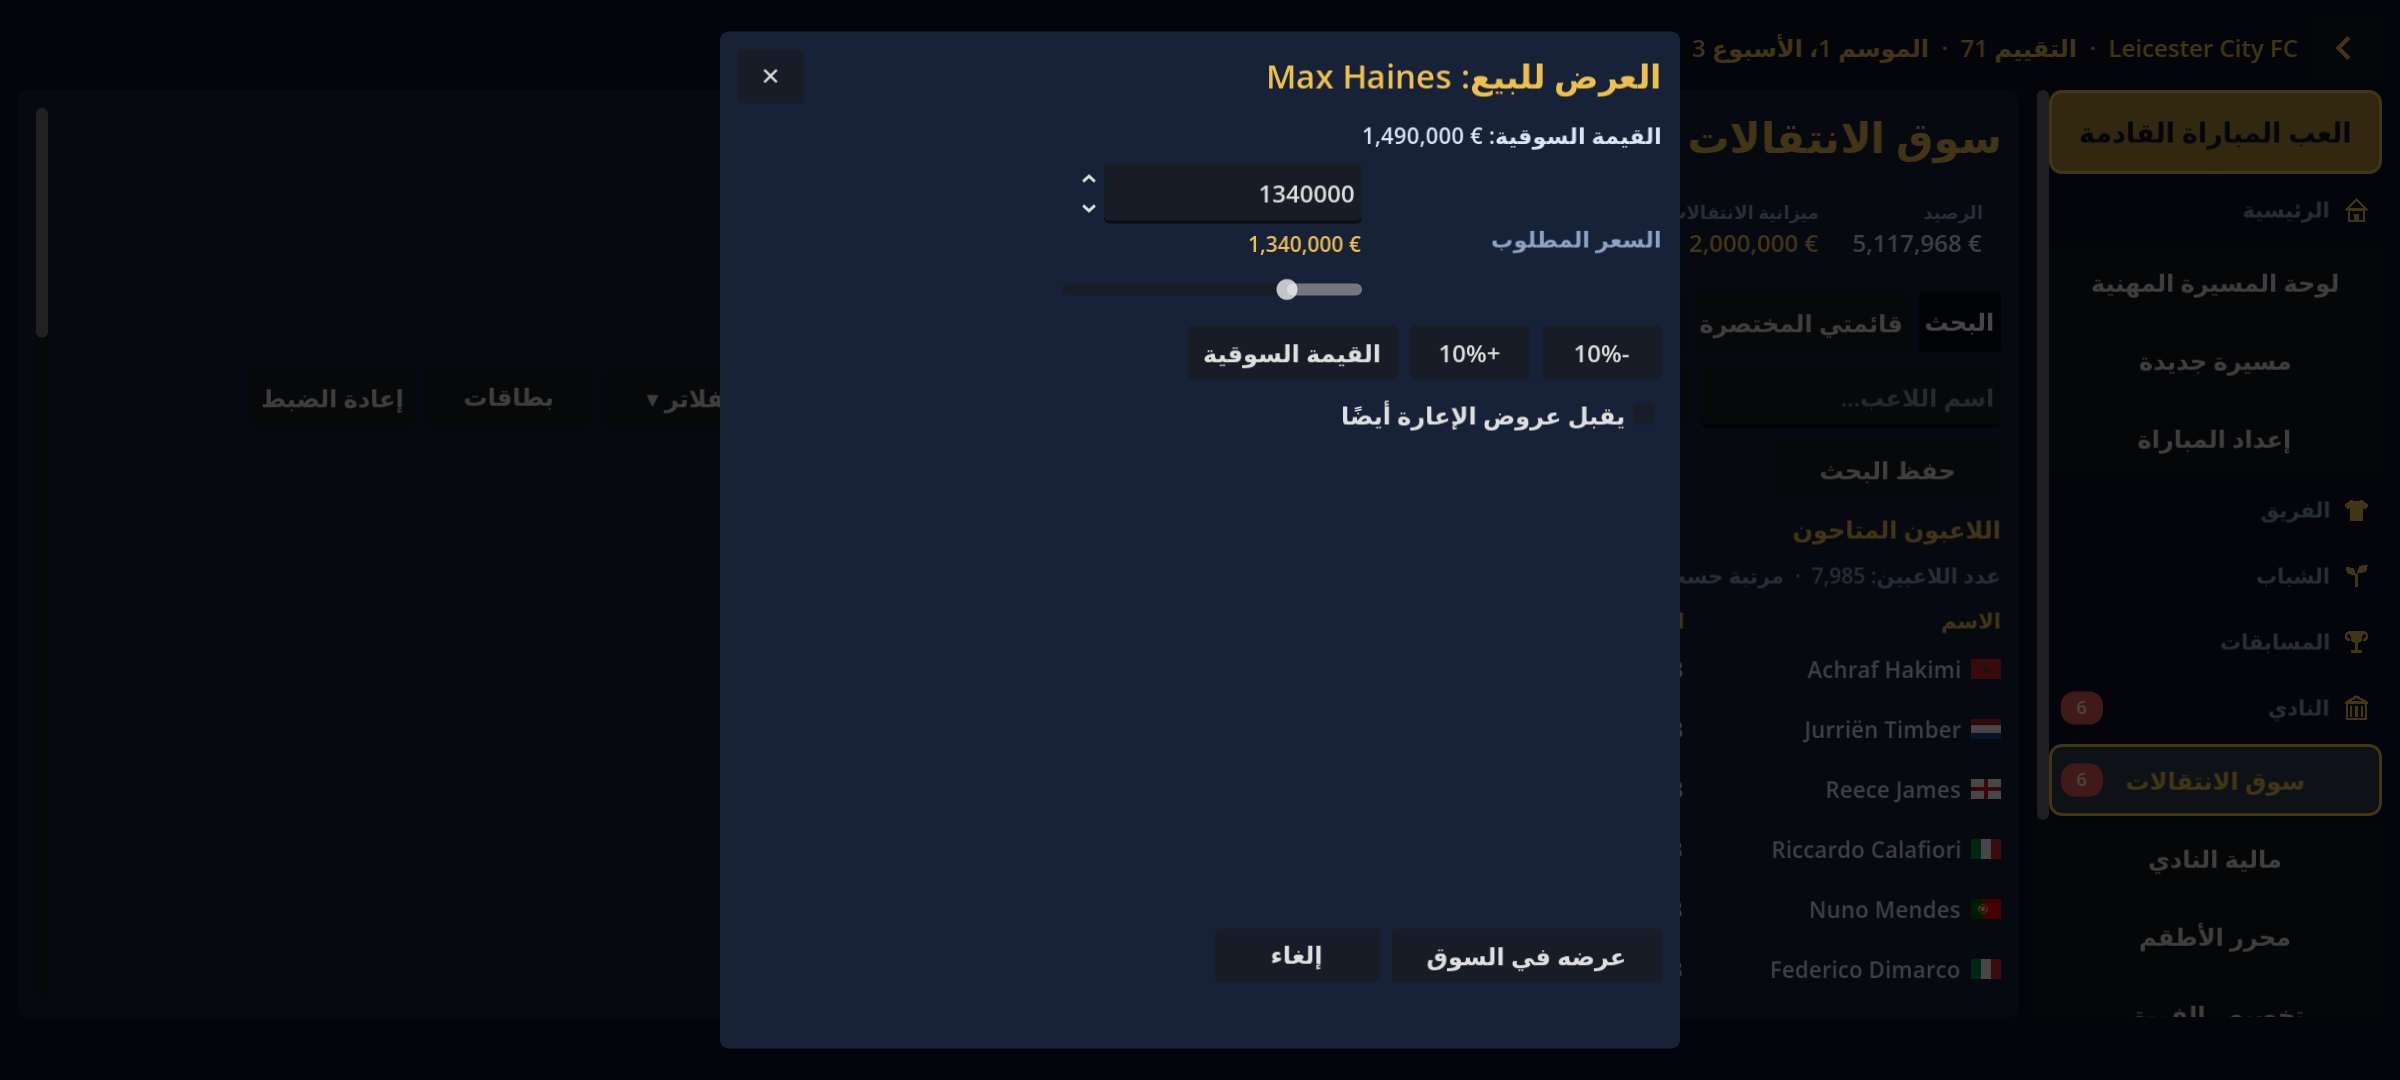 Leicester City FC · التقييم 71 · الموسم 1، الأسبوع 3
العب المباراة القادمة
الرئيسية
لوحة المسيرة المهنية
مسيرة جديدة
إعداد المباراة
الفريق
الشباب
المسابقات
النادي
6
سوق الانتقالات
6
مالية النادي
محرر الأطقم
سوق الانتقالات
الرصيد
5,117,968 €
ميزانية الانتقالات
2,000,000 €
البحث
قائمتي المختصرة
اسم اللاعب...
فلاتر ▾
بطاقات
إعادة الضبط
حفظ البحث
اللاعبون المتاحون
عدد اللاعبين: 7,985 · مرتبة
الاسم
Achraf Hakimi
Jurriën Timber
Reece James
Riccardo Calafiori
Nuno Mendes
Federico Dimarco
العرض للبيع: Max Haines
×
القيمة السوقية: € 1,490,000
السعر المطلوب
1340000
1,340,000 €
-10%
+10%
القيمة السوقية
يقبل عروض الإعارة أيضًا
عرضه في السوق
إلغاء